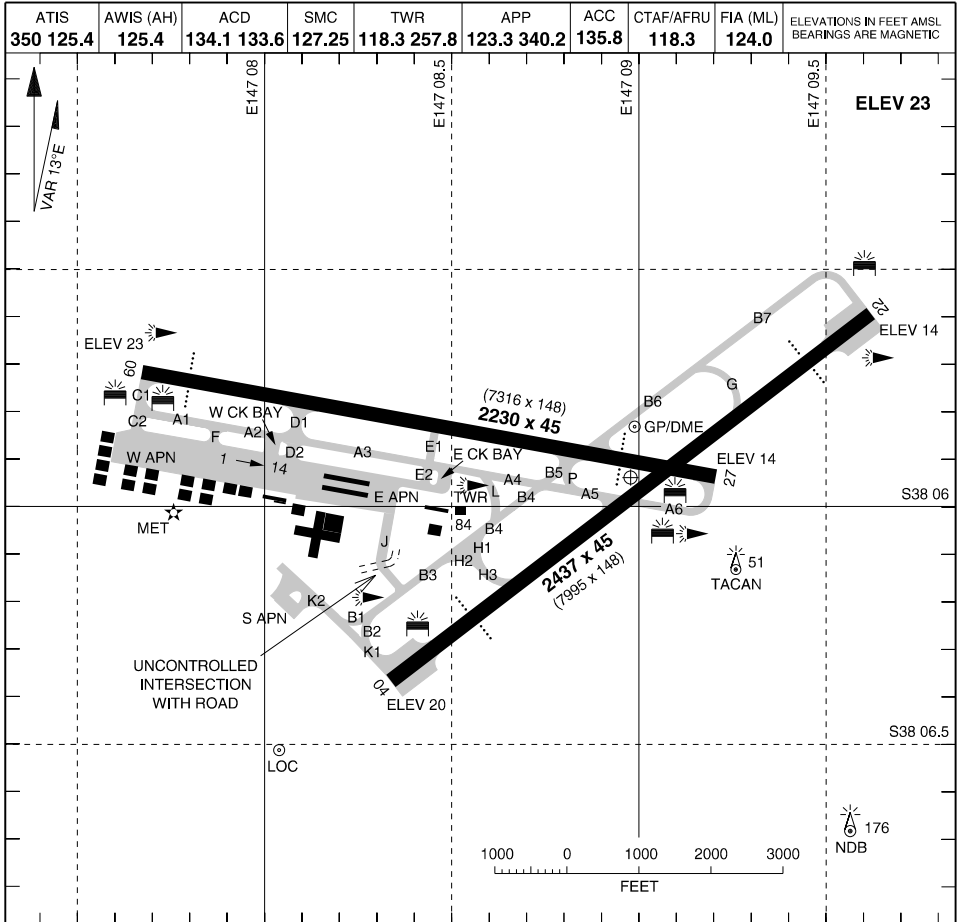 ATIS
350 125.4
AWIS (AH)
125.4
ACD
134.1 133.6
SMC
127.25
TWR
118.3 257.8
APP
123.3 340.2
ACC
135.8
CTAF/AFRU
118.3
FIA (ML)
124.0
ELEVATIONS IN FEET AMSL
BEARINGS ARE MAGNETIC
E147 08
E147 08.5
E147 09
E147 09.5
ELEV 23
VAR 13°E
22
B7
ELEV 14
ELEV 23
09
G
C1
W CK BAY
(7316 x 148)
2230 x 45
B6
C2
A1
F
A2
D1
GP/DME
E1
E CK BAY
D2
A3
ELEV 14
W APN
1
14
E2
A4
B5
P
27
E APN
TWR
L
B4
A5
S38 06
A6
MET
84
B4
J
H1
H2
2437 x 45
(7995 x 148)
51
TACAN
B3
H3
K2
S APN
B1
B2
K1
UNCONTROLLED
INTERSECTION
WITH ROAD
04
ELEV 20
S38 06.5
LOC
176
NDB
1000 0 1000 2000 3000
FEET